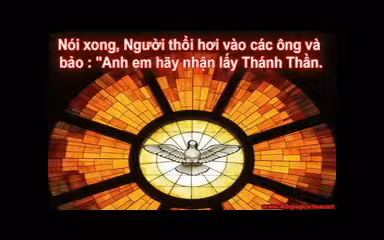 Nói xong, Người thổi hơi vào các ông và
bảo : "Anh em hãy nhận lấy Thánh Thần.